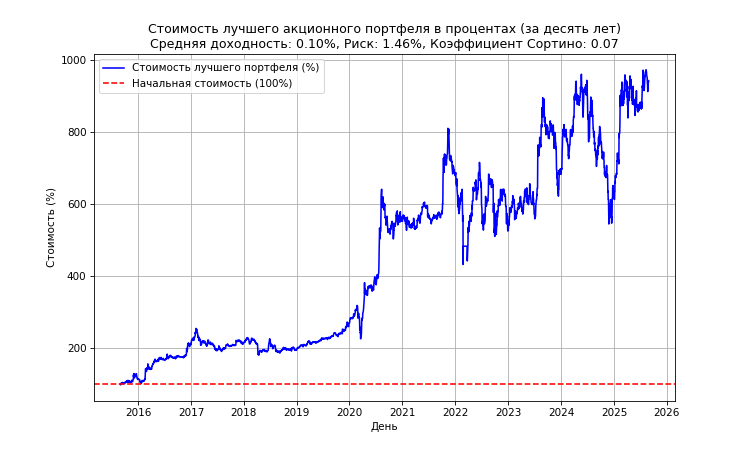 Стоимость лучшего акционного портфеля в процентах (за десять лет)
Средняя доходность: 0.10%, Риск: 1.46%, Коэффициент Сортино: 0.07
Стоимость лучшего портфеля (%)
Начальная стоимость (100%)
Стоимость (%)
1000
800
600
400
200
2016 2017 2018 2019 2020 2021 2022 2023 2024 2025 2026
День